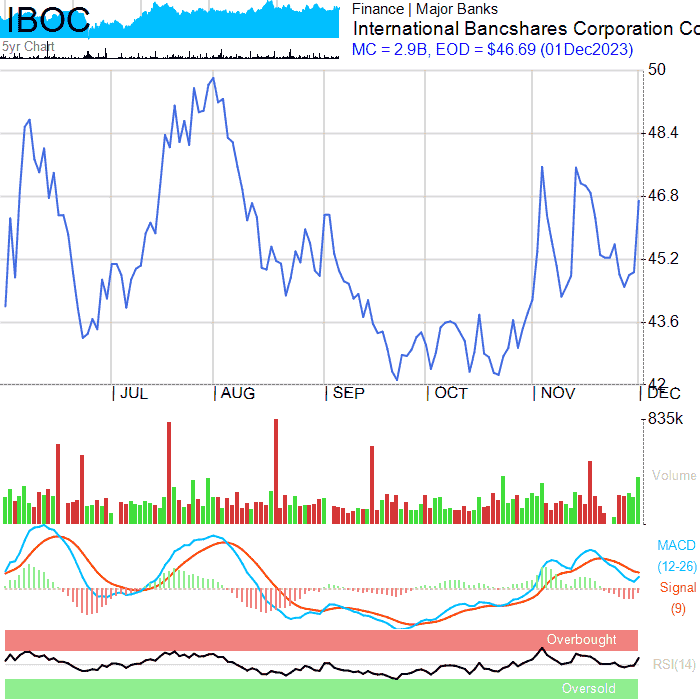 IBOC
5yr Chart
Finance | Major Banks
International Bancshares Corporation Co
MC = 2.9B, EOD = $46.69 (01Dec2023)
50
48.4
46.8
45.2
43.6
42
| JUL | AUG | SEP | OCT | NOV | DEC
835k
Volume
MACD
(12-26)
Signal
(9)
Overbought
RSI(14)
Oversold